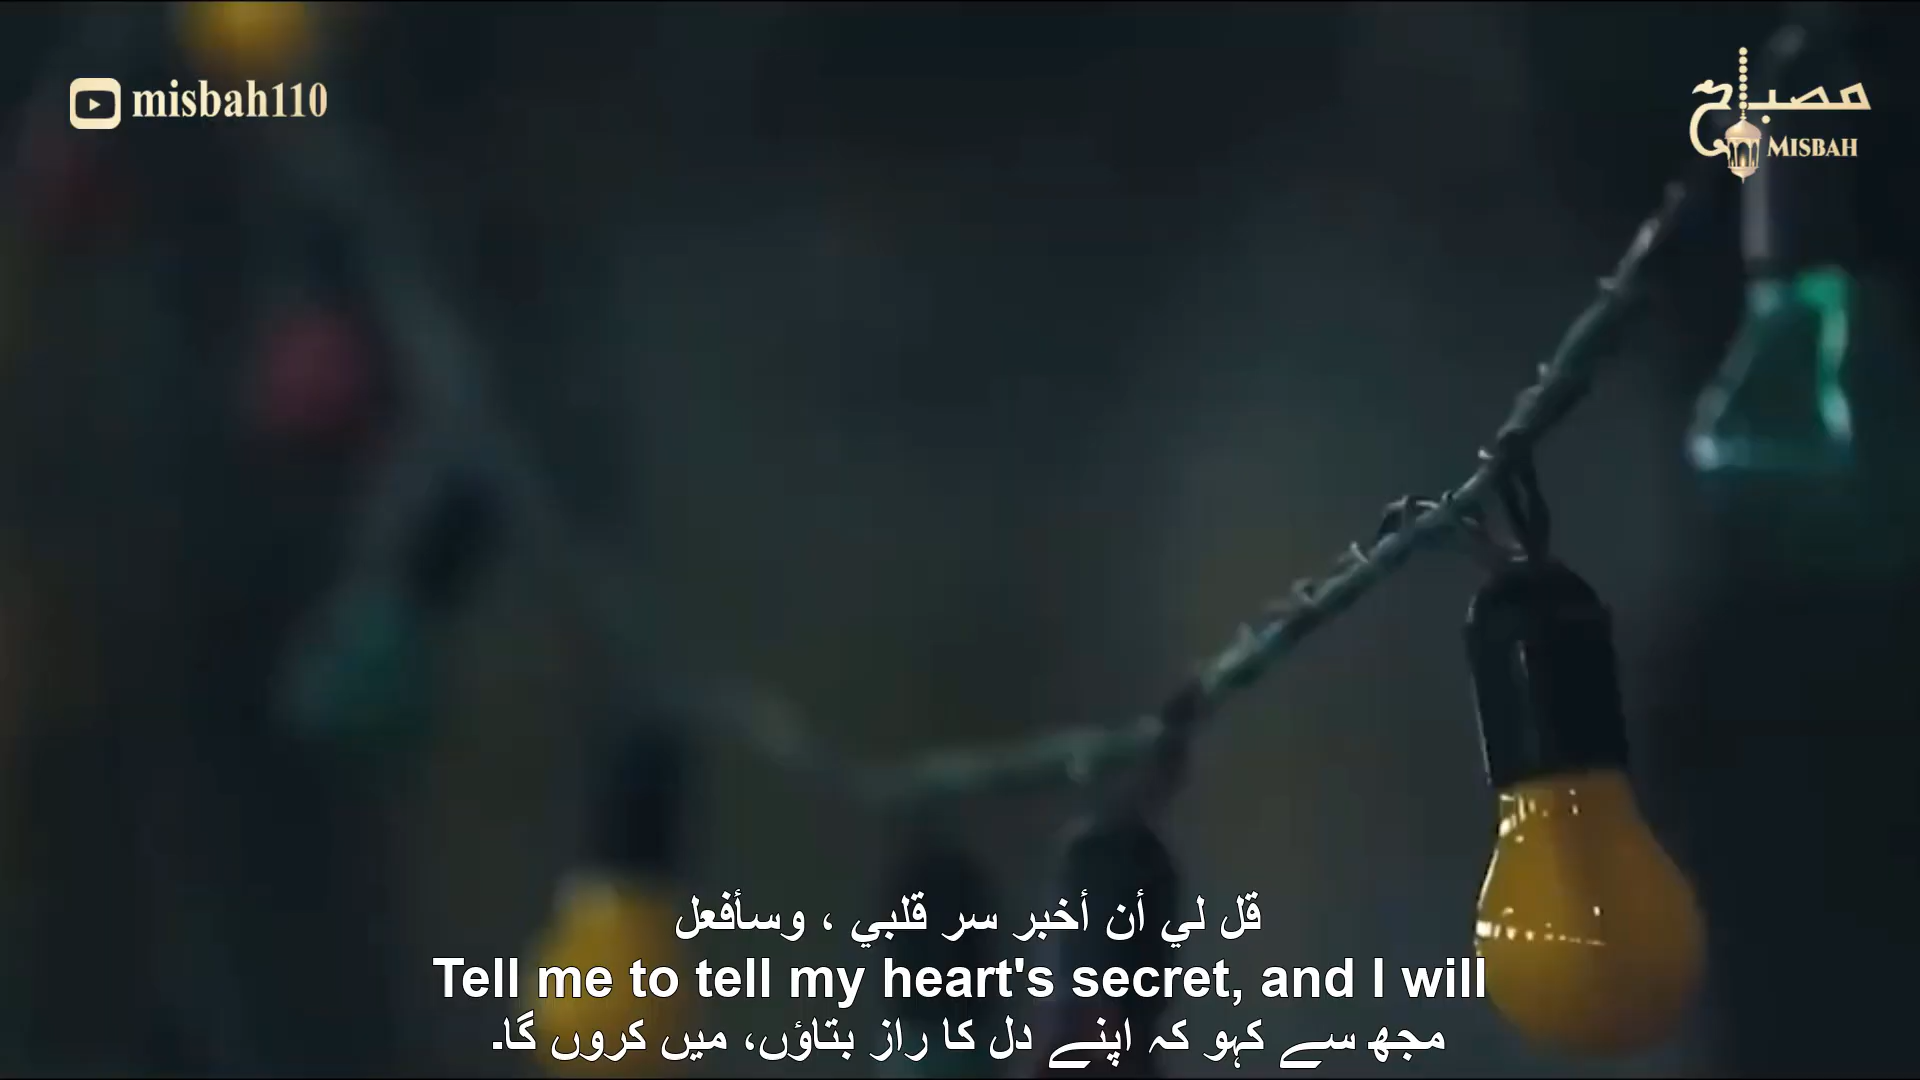 misbah110
مصباح
MISBAH
قل لي أن أخبر سر قلبي ، وسأفعل
Tell me to tell my heart's secret, and I will
مجھ سے کہو کہ اپنے دل کا راز بتاؤں، میں کروں گا۔